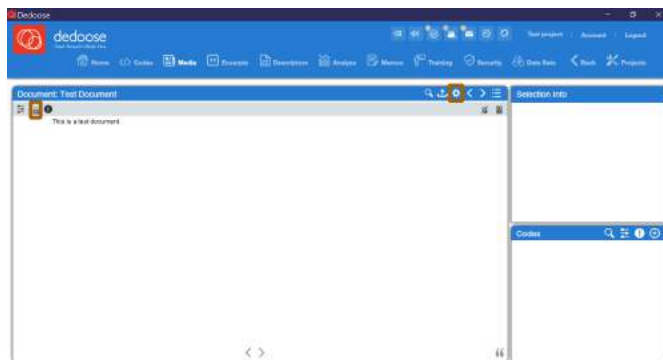 Dedoose
dedoose
Test project
Account
Logout
Home
Codes
Media
Excerpts
Descriptors
Analyze
Memos
Training
Security
Data Sets
Back
Projects
Document: Test Document
Selection Info
This is a test document.
Codes